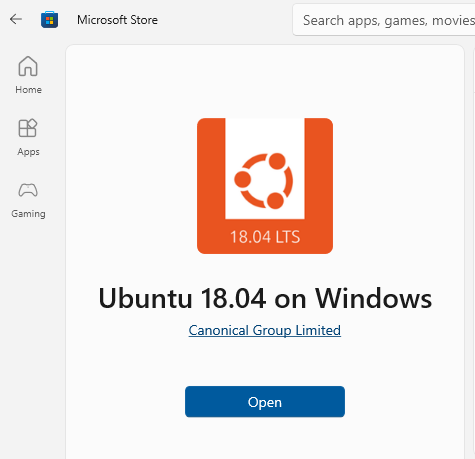 Microsoft Store
Search apps, games, movies
Home
Apps
Gaming
18.04 LTS
Ubuntu 18.04 on Windows
Canonical Group Limited
Open